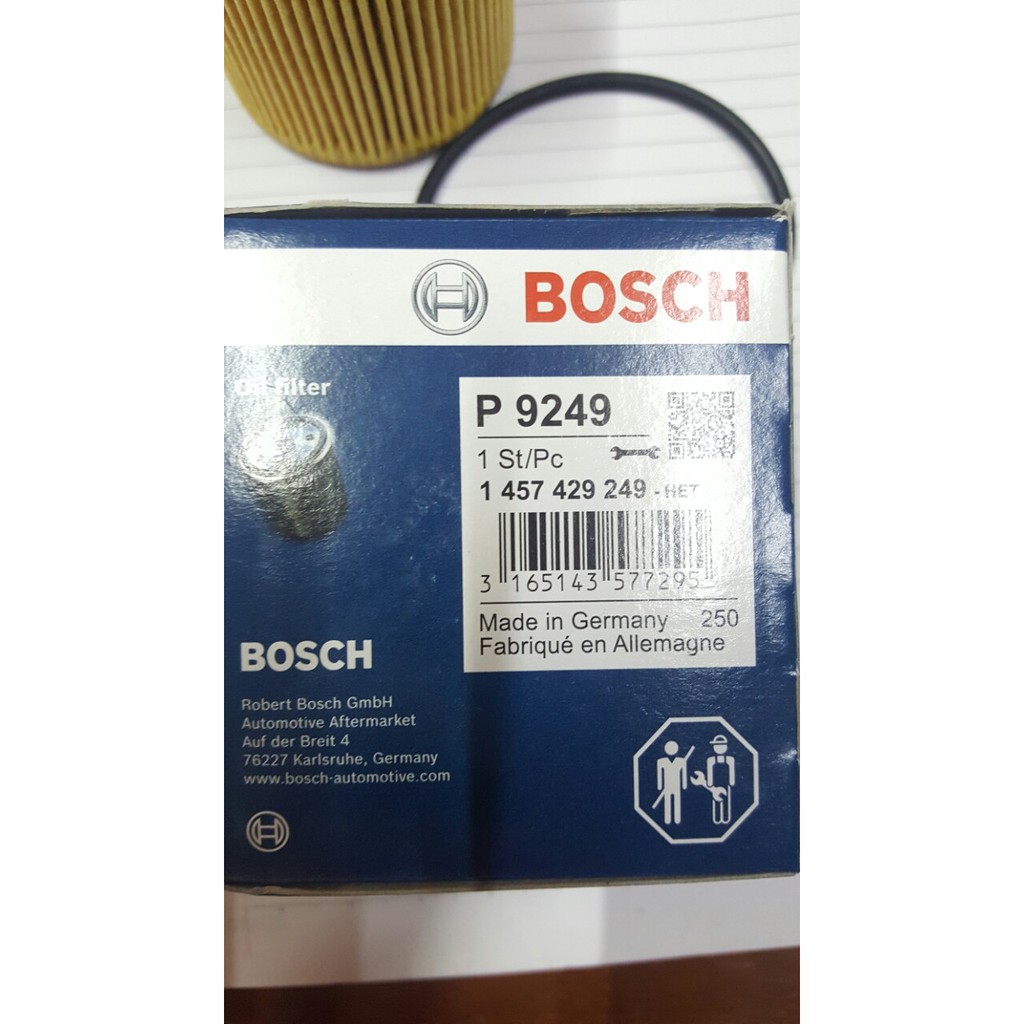 BOSCH
Oil filter
P 9249
1 St/Pc
1 457 429 249 - HET
3 165143 577295
Made in Germany 250
Fabriqué en Allemagne
BOSCH
Robert Bosch GmbH
Automotive Aftermarket
Auf der Breit 4
76227 Karlsruhe, Germany
www.bosch-automotive.com